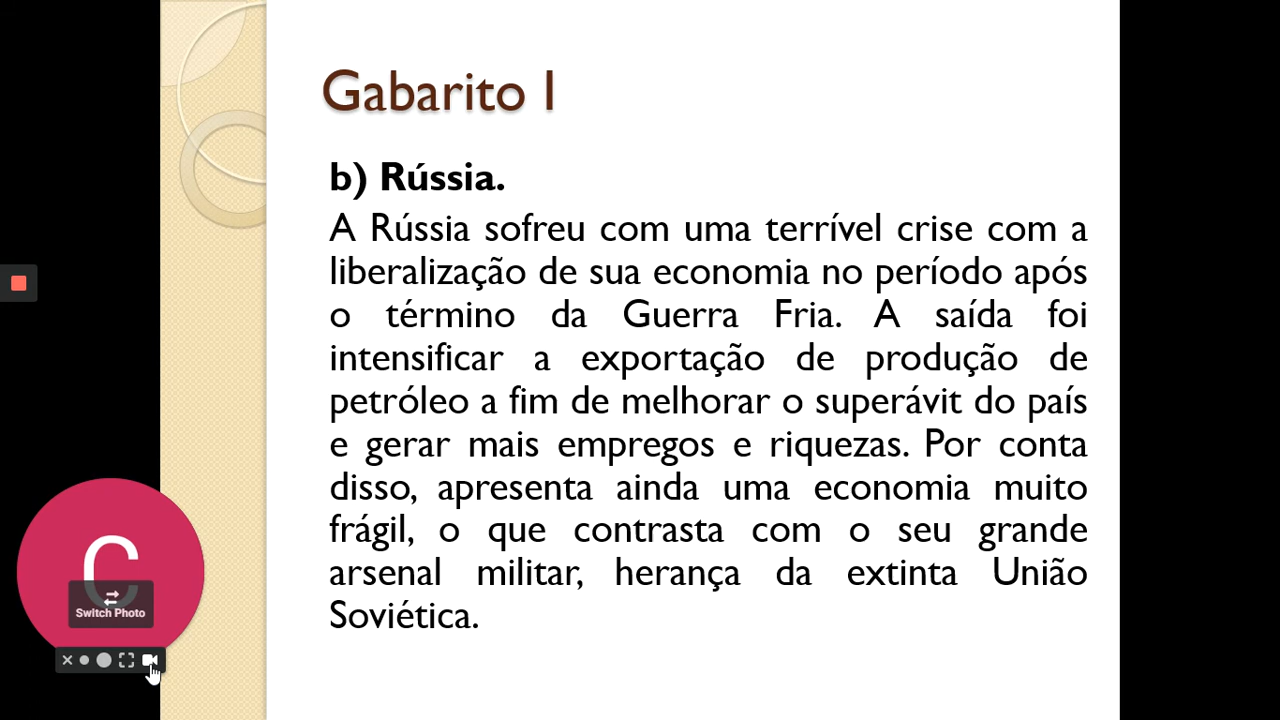 Gabarito I
b) Rússia.
A Rússia sofreu com uma terrível crise com a
liberalização de sua economia no período após
o término da Guerra Fria. A saída foi
intensificar a exportação de produção de
petróleo a fim de melhorar o superávit do país
e gerar mais empregos e riquezas. Por conta
disso, apresenta ainda uma economia muito
frágil, o que contrasta com o seu grande
arsenal militar, herança da extinta União
Soviética.
C
Switch Photo